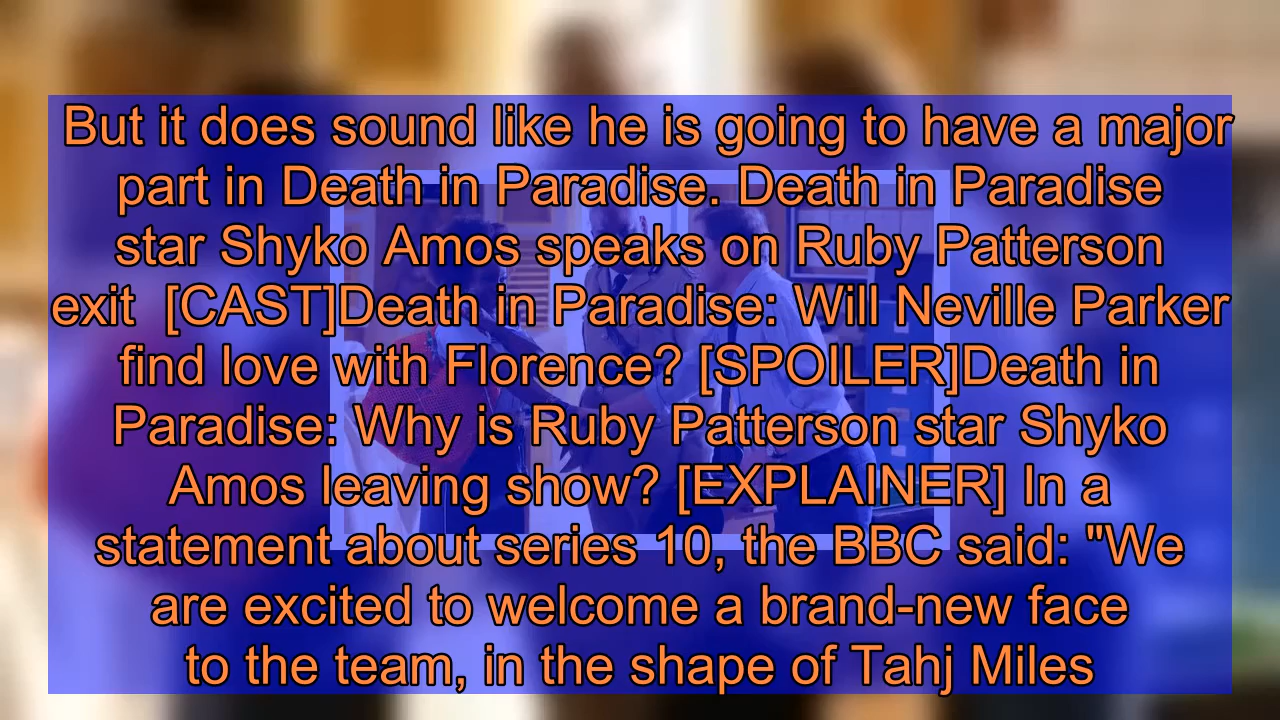 But it does sound like he is going to have a major
part in Death in Paradise. Death in Paradise
star Shyko Amos speaks on Ruby Patterson
exit  [CAST]Death in Paradise: Will Neville Parker
find love with Florence? [SPOILER]Death in
Paradise: Why is Ruby Patterson star Shyko
Amos leaving show? [EXPLAINER] In a
statement about series 10, the BBC said: "We
are excited to welcome a brand-new face
to the team, in the shape of Tahj Miles